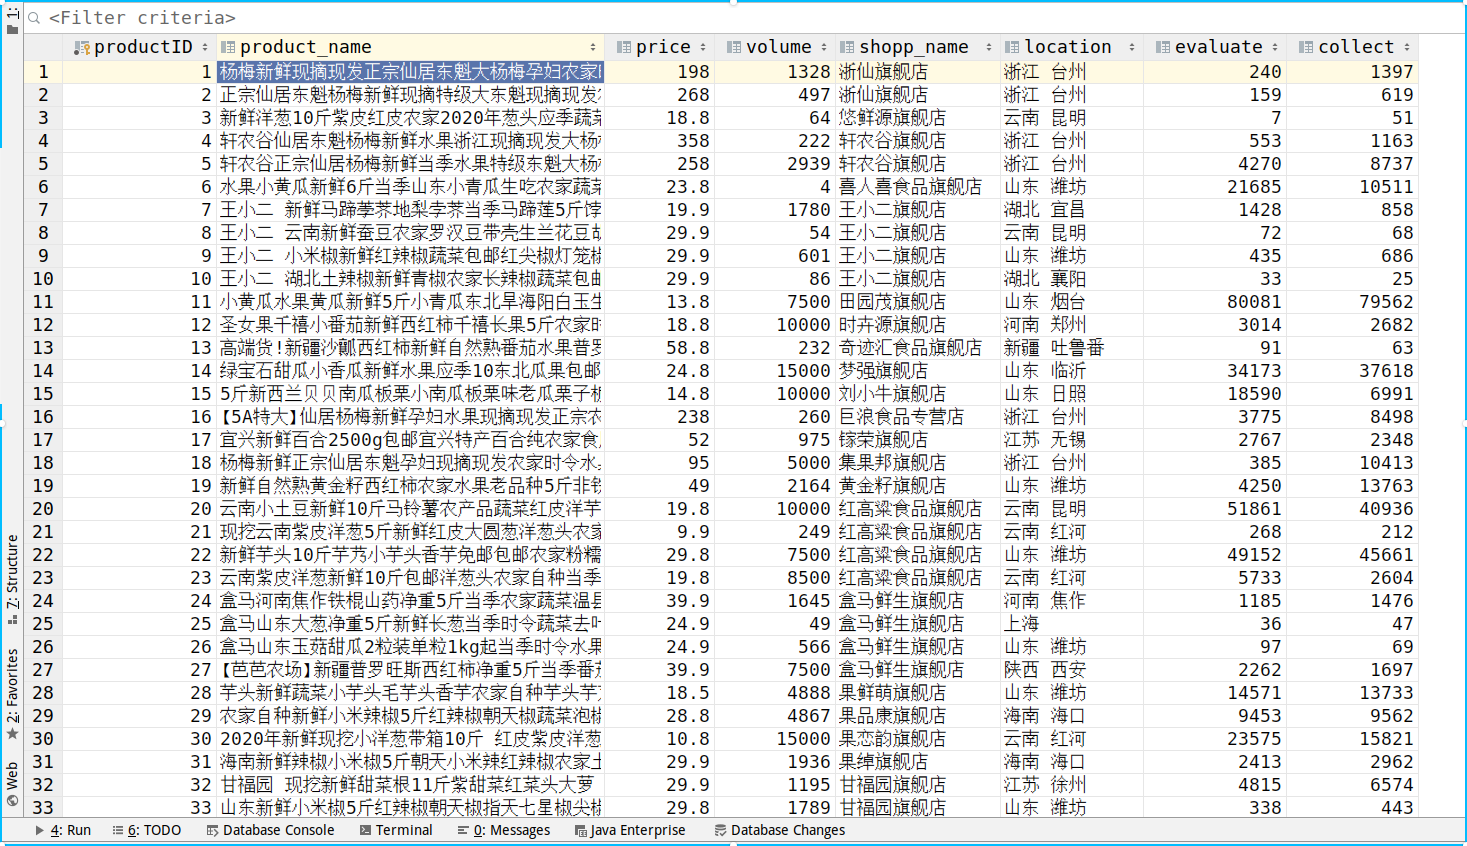 1:
<Filter criteria>
productID product_name price volume shopp_name location evaluate collect
1 1 杨梅新鲜现摘现发正宗仙居东魁大杨梅孕妇农家 198 1328 浙仙旗舰店 浙江 台州 240 1397
2 2 正宗仙居东魁杨梅新鲜现摘特级大东魁现摘现发 268 497 浙仙旗舰店 浙江 台州 159 619
3 3 新鲜洋葱10斤紫皮红皮农家2020年葱头应季蔬菜 18.8 64 悠鲜源旗舰店 云南 昆明 7 51
4 4 轩农谷仙居东魁杨梅新鲜水果浙江现摘现发大杨 358 222 轩农谷旗舰店 浙江 台州 553 1163
5 5 轩农谷正宗仙居杨梅新鲜当季水果特级东魁大杨 258 2939 轩农谷旗舰店 浙江 台州 4270 8737
6 6 水果小黄瓜新鲜6斤当季山东小青瓜生吃农家蔬菜 23.8 4 喜人喜食品旗舰店 山东 潍坊 21685 10511
7 7 王小二 新鲜马蹄荸荠地梨孛荠当季马蹄莲5斤饽 19.9 1780 王小二旗舰店 湖北 宜昌 1428 858
8 8 王小二 云南新鲜蚕豆农家罗汉豆带壳生兰花豆胡 29.9 54 王小二旗舰店 云南 昆明 72 68
9 9 王小二 小米椒新鲜红辣椒蔬菜包邮红尖椒灯笼椒 29.9 601 王小二旗舰店 山东 潍坊 435 686
10 10 王小二 湖北土辣椒新鲜青椒农家长辣椒蔬菜包邮 29.9 86 王小二旗舰店 湖北 襄阳 33 25
11 11 小黄瓜水果黄瓜新鲜5斤小青瓜东北旱海阳白玉生 13.8 7500 田园茂旗舰店 山东 烟台 80081 79562
12 12 圣女果千禧小番茄新鲜西红柿千禧长果5斤农家时 18.8 10000 时卉源旗舰店 河南 郑州 3014 2682
13 13 高端货!新疆沙瓤西红柿新鲜自然熟番茄水果普罗 58.8 232 奇迹汇食品旗舰店 新疆 吐鲁番 91 63
14 14 绿宝石甜瓜小香瓜新鲜水果应季10东北瓜果包邮 24.8 15000 梦强旗舰店 山东 临沂 34173 37618
15 15 5斤新西兰贝贝南瓜板栗小南瓜板栗味老瓜栗子板 14.8 10000 刘小牛旗舰店 山东 日照 18590 6991
16 16 【5A特大】仙居杨梅新鲜孕妇水果现摘现发正宗农 238 260 巨浪食品专营店 浙江 台州 3775 8498
17 17 宜兴新鲜百合2500g包邮宜兴特产百合纯农家食 52 975 镓荣旗舰店 江苏 无锡 2767 2348
18 18 杨梅新鲜正宗仙居东魁孕妇现摘现发农家时令水 95 5000 集果邦旗舰店 浙江 台州 385 10413
19 19 新鲜自然熟黄金籽西红柿农家水果老品种5斤非铁 49 2164 黄金籽旗舰店 山东 潍坊 4250 13763
20 20 云南小土豆新鲜10斤马铃薯农产品蔬菜红皮洋芋 19.8 10000 红高粱食品旗舰店 云南 昆明 51861 40936
21 21 现挖云南紫皮洋葱5斤新鲜红皮大圆葱洋葱头农家 9.9 249 红高粱食品旗舰店 云南 红河 268 212
22 22 新鲜芋头10斤芋艿小芋头香芋免邮包邮农家粉糯 29.8 7500 红高粱食品旗舰店 山东 潍坊 49152 45661
23 23 云南紫皮洋葱新鲜10斤包邮洋葱头农家自种当季 19.8 8500 红高粱食品旗舰店 云南 红河 5733 2604
24 24 盒马河南焦作铁棍山药净重5斤当季农家蔬菜温县 39.9 1645 盒马鲜生旗舰店 河南 焦作 1185 1476
25 25 盒马山东大葱净重5斤新鲜长葱当季时令蔬菜去叶 24.9 49 盒马鲜生旗舰店 上海 36 47
26 26 盒马山东玉菇甜瓜2粒装单粒1kg起当季时令水果 24.9 566 盒马鲜生旗舰店 山东 潍坊 97 69
27 27 【芭芭农场】新疆普罗旺斯西红柿净重5斤当季番茄 39.9 7500 盒马鲜生旗舰店 陕西 西安 2262 1697
28 28 芋头新鲜蔬菜小芋头毛芋头香芋农家自种芋头芋 18.5 4888 果鲜萌旗舰店 山东 潍坊 14571 13733
29 29 农家自种新鲜小米辣椒5斤红辣椒朝天椒蔬菜泡椒 28.8 4867 果品康旗舰店 海南 海口 9453 9562
30 30 2020年新鲜现挖小洋葱带箱10斤 红皮紫皮洋葱 10.8 15000 果恋韵旗舰店 云南 红河 23575 15821
31 31 海南新鲜辣椒小米椒5斤朝天小米辣红辣椒农家土 29.9 1936 果绰旗舰店 海南 海口 2413 2962
32 32 甘福园 现挖新鲜甜菜根11斤紫甜菜红菜头大萝 29.9 1195 甘福园旗舰店 江苏 徐州 4815 6574
33 33 山东新鲜小米椒5斤红辣椒朝天椒指天七星椒尖椒 29.8 1789 甘福园旗舰店 山东 潍坊 338 443
7: Structure
2: Favorites
Web
4: Run 6: TODO Database Console Terminal 0: Messages Java Enterprise Database Changes